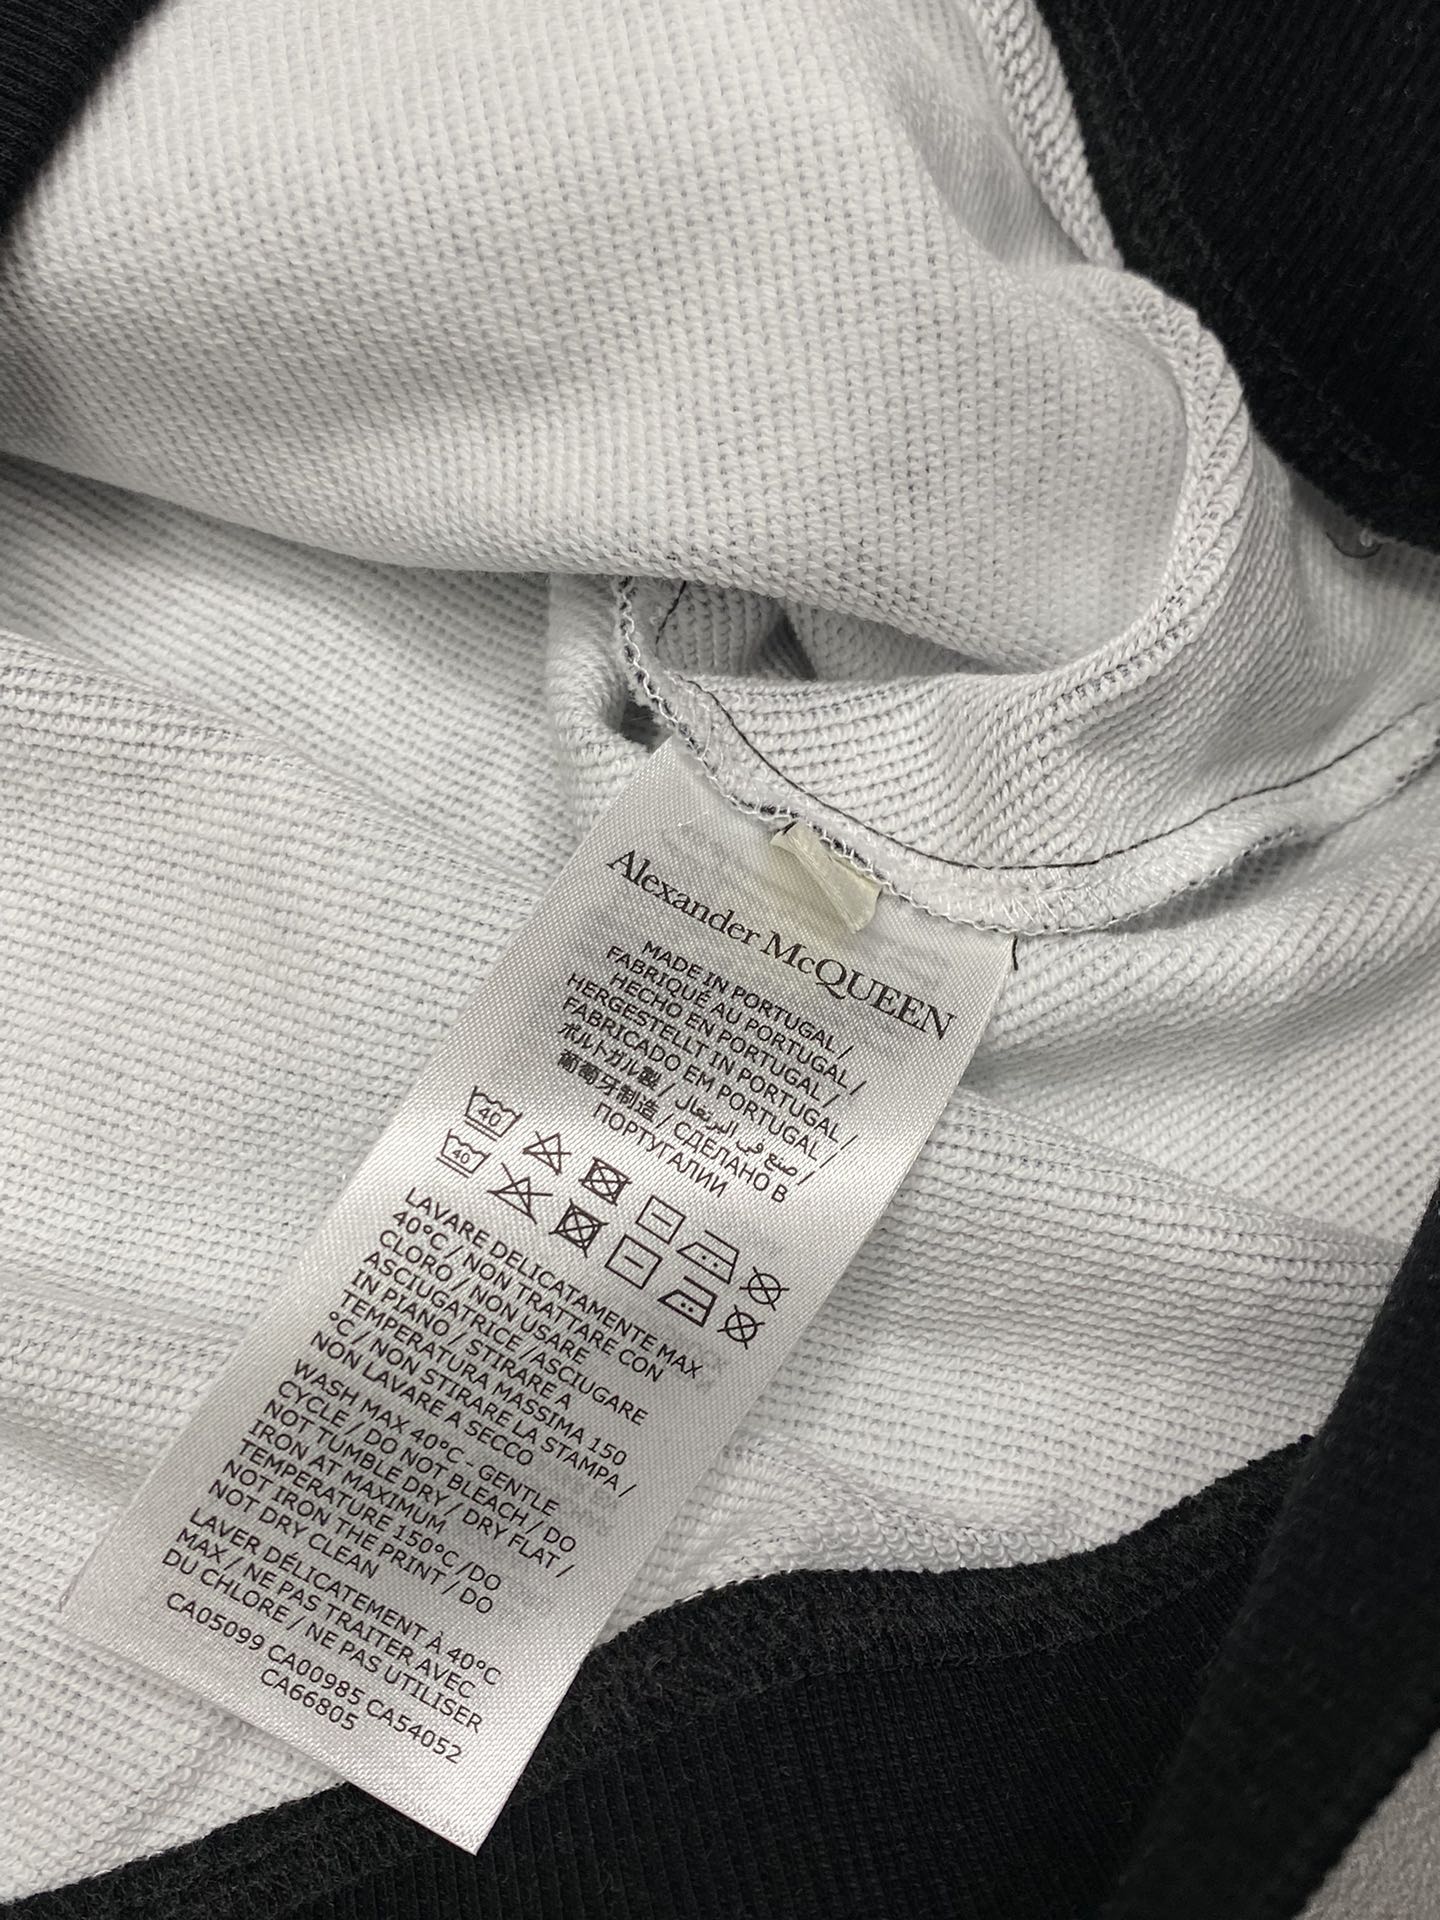 Alexander McQUEEN
MADE IN PORTUGAL /
FABRIQUÉ AU PORTUGAL /
HECHO EN PORTUGAL /
HERGESTELLT IN PORTUGAL /
FABRICADO EM PORTUGAL /
ポルトガル製 / صنع في البرتغال /
葡萄牙制造 / СДЕЛАНО В
ПОРТУГАЛИИ
40
40
LAVARE DELICATAMENTE MAX
40°C / NON TRATTARE CON
CLORO / NON USARE
ASCIUGATRICE /ASCIUGARE
IN PIANO / STIRARE A
TEMPERATURA MASSIMA 150
°C / NON STIRARE LA STAMPA /
NON LAVARE A SECCO
WASH MAX 40°C - GENTLE
CYCLE / DO NOT BLEACH / DO
NOT TUMBLE DRY / DRY FLAT /
IRON AT MAXIMUM
TEMPERATURE 150°C /DO
NOT IRON THE PRINT / DO
NOT DRY CLEAN
LAVER DÉLICATEMENT À 40°C
MAX / NE PAS TRAITER AVEC
DU CHLORE / NE PAS UTILISER
CA05099 CA00985 CA54052
CA66805